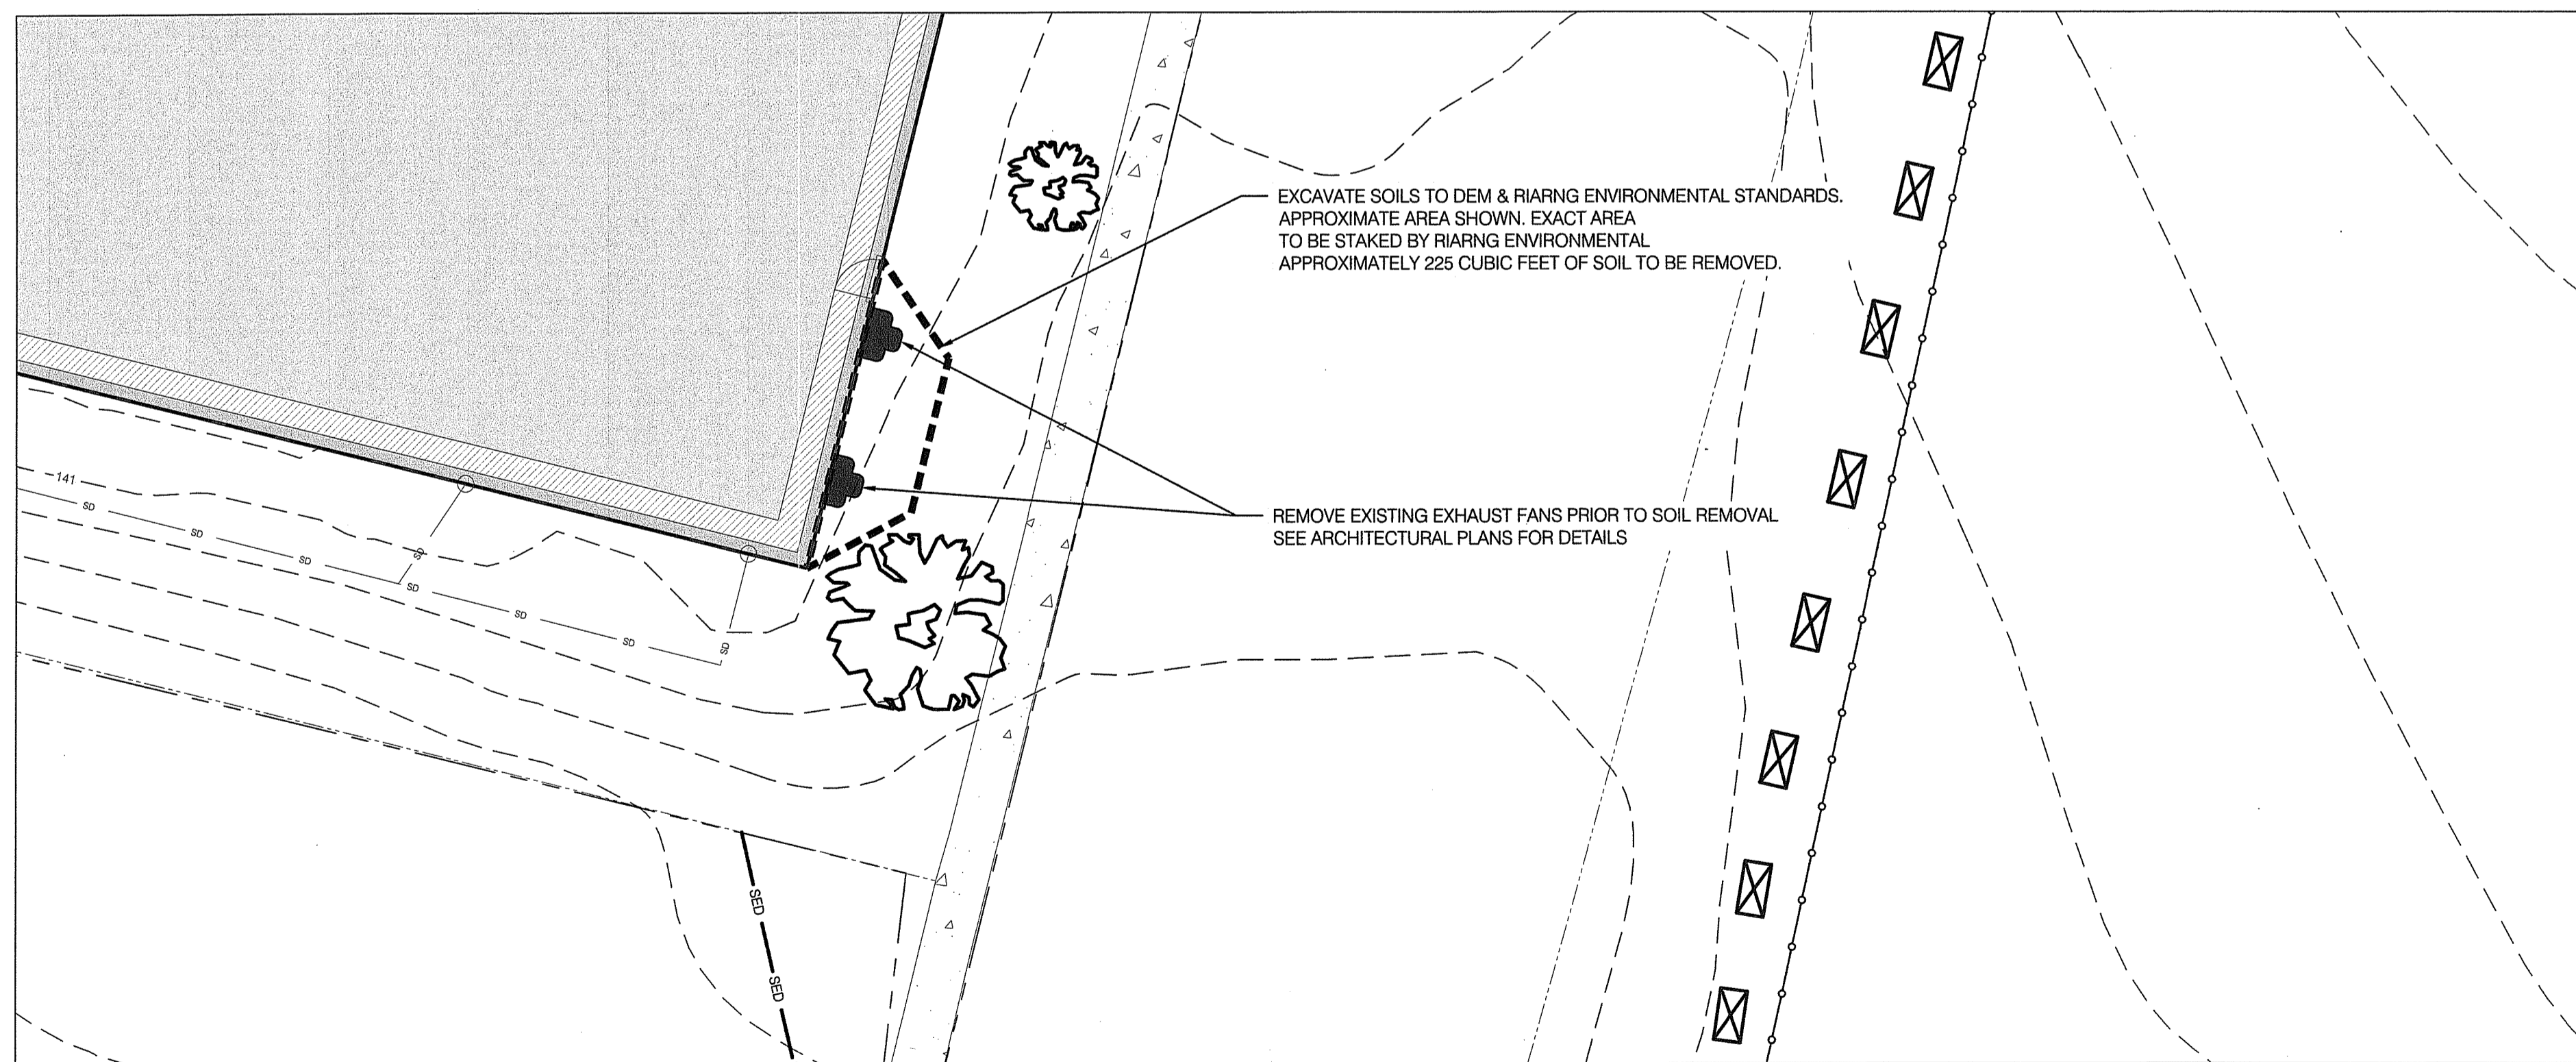 EXCAVATE SOILS TO DEM & RIARNG ENVIRONMENTAL STANDARDS.
APPROXIMATE AREA SHOWN. EXACT AREA
TO BE STAKED BY RIARNG ENVIRONMENTAL
APPROXIMATELY 225 CUBIC FEET OF SOIL TO BE REMOVED.
141
SD
SD
SD
SD
SD
SD
SD
SD
REMOVE EXISTING EXHAUST FANS PRIOR TO SOIL REMOVAL
SEE ARCHITECTURAL PLANS FOR DETAILS
SED
SED